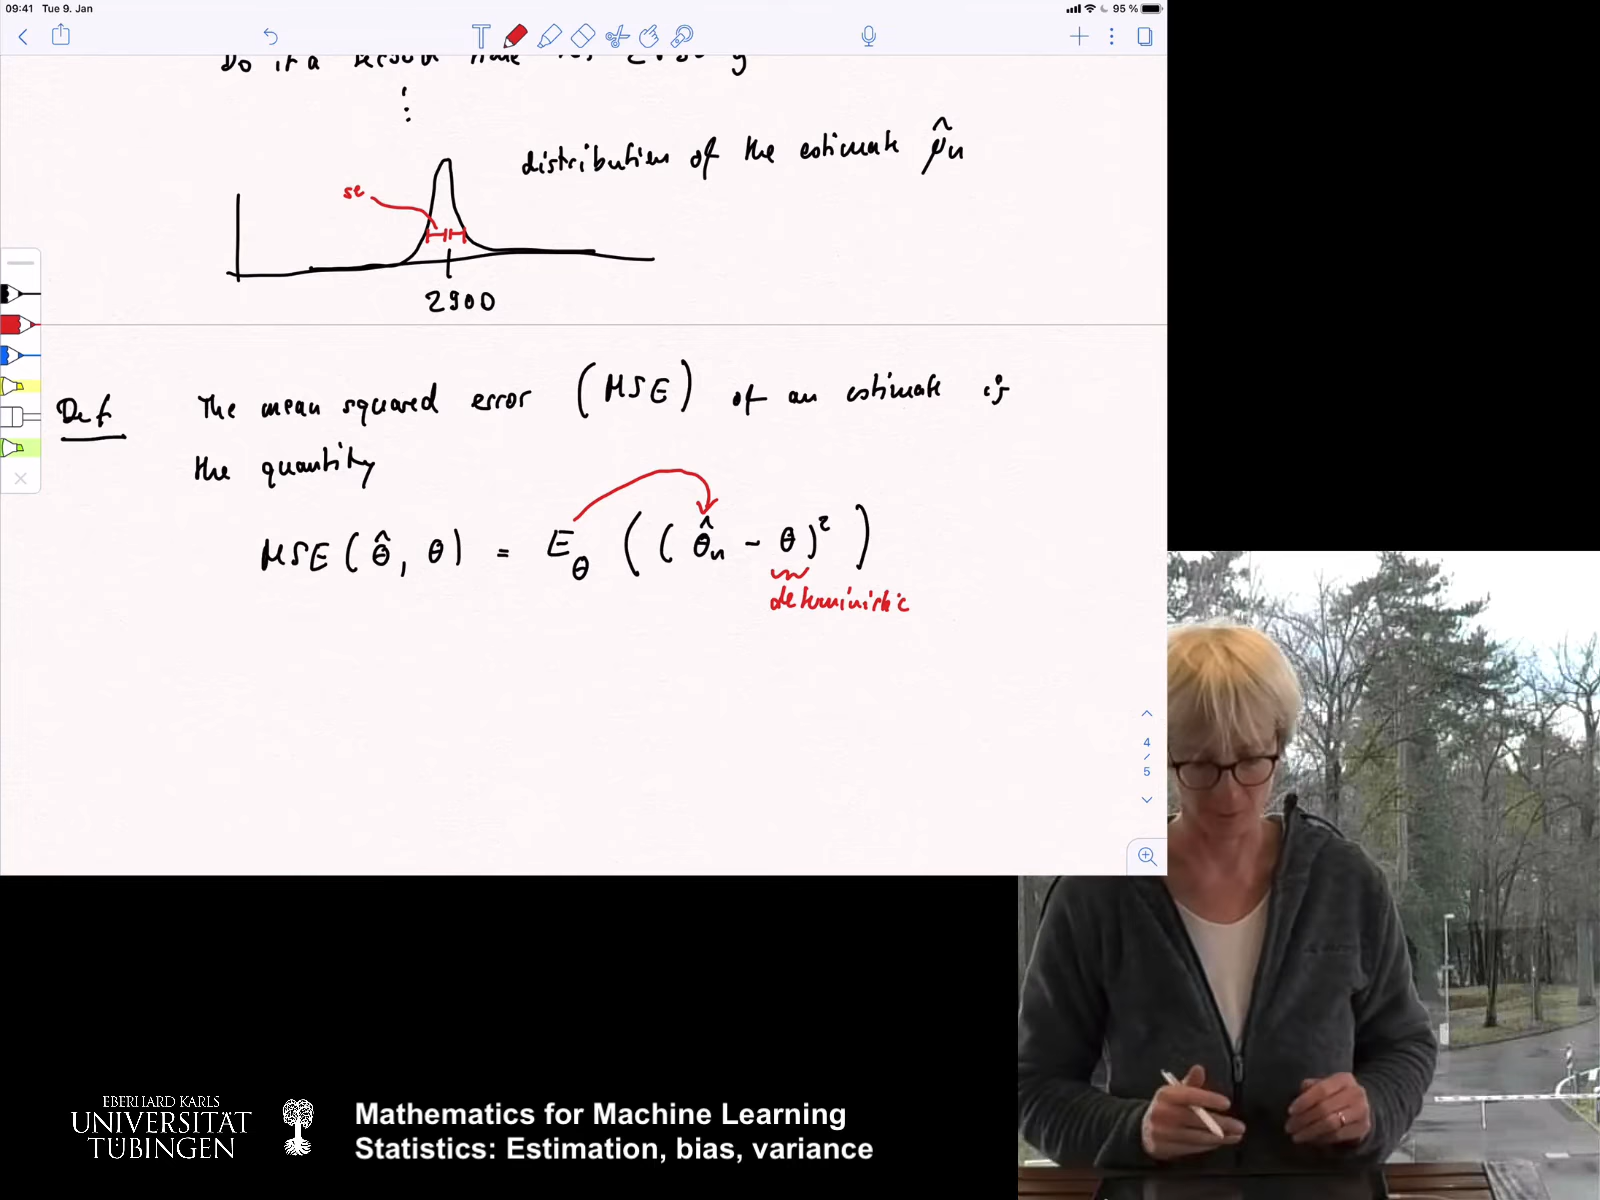 09:41 Tue 9. Jan
95 %
Do it a
distribution of the estimate μ̂n
se
2900
Def The mean squared error (MSE) of an estimate is
the quantity
MSE(θ̂, θ) = Eθ ((θ̂n - θ)²)
deterministic
4
/
5
EBERHARD KARLS
UNIVERSITÄT
TÜBINGEN
Mathematics for Machine Learning
Statistics: Estimation, bias, variance